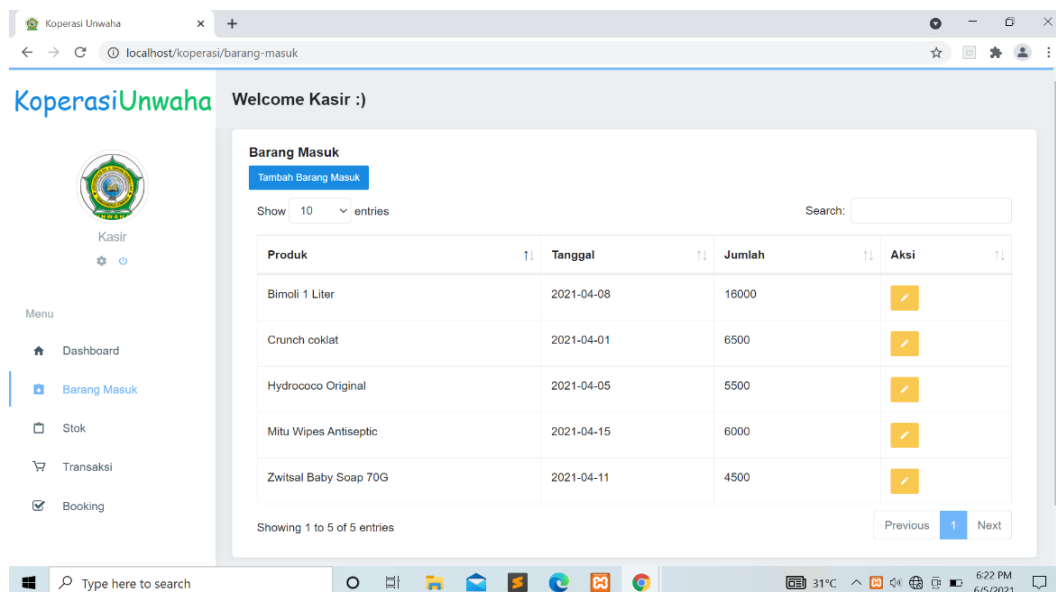 Koperasi Unwaha
localhost/koperasi/barang-masuk
KoperasiUnwaha
Welcome Kasir :)
Kasir
Menu
Dashboard
Barang Masuk
Stok
Transaksi
Booking
Barang Masuk
Tambah Barang Masuk
Show 10 entries Search:
Produk Tanggal Jumlah Aksi
Bimoli 1 Liter 2021-04-08 16000
Crunch coklat 2021-04-01 6500
Hydrococo Original 2021-04-05 5500
Mitu Wipes Antiseptic 2021-04-15 6000
Zwitsal Baby Soap 70G 2021-04-11 4500
Showing 1 to 5 of 5 entries Previous 1 Next
Type here to search 31°C 6:22 PM
6/5/2021